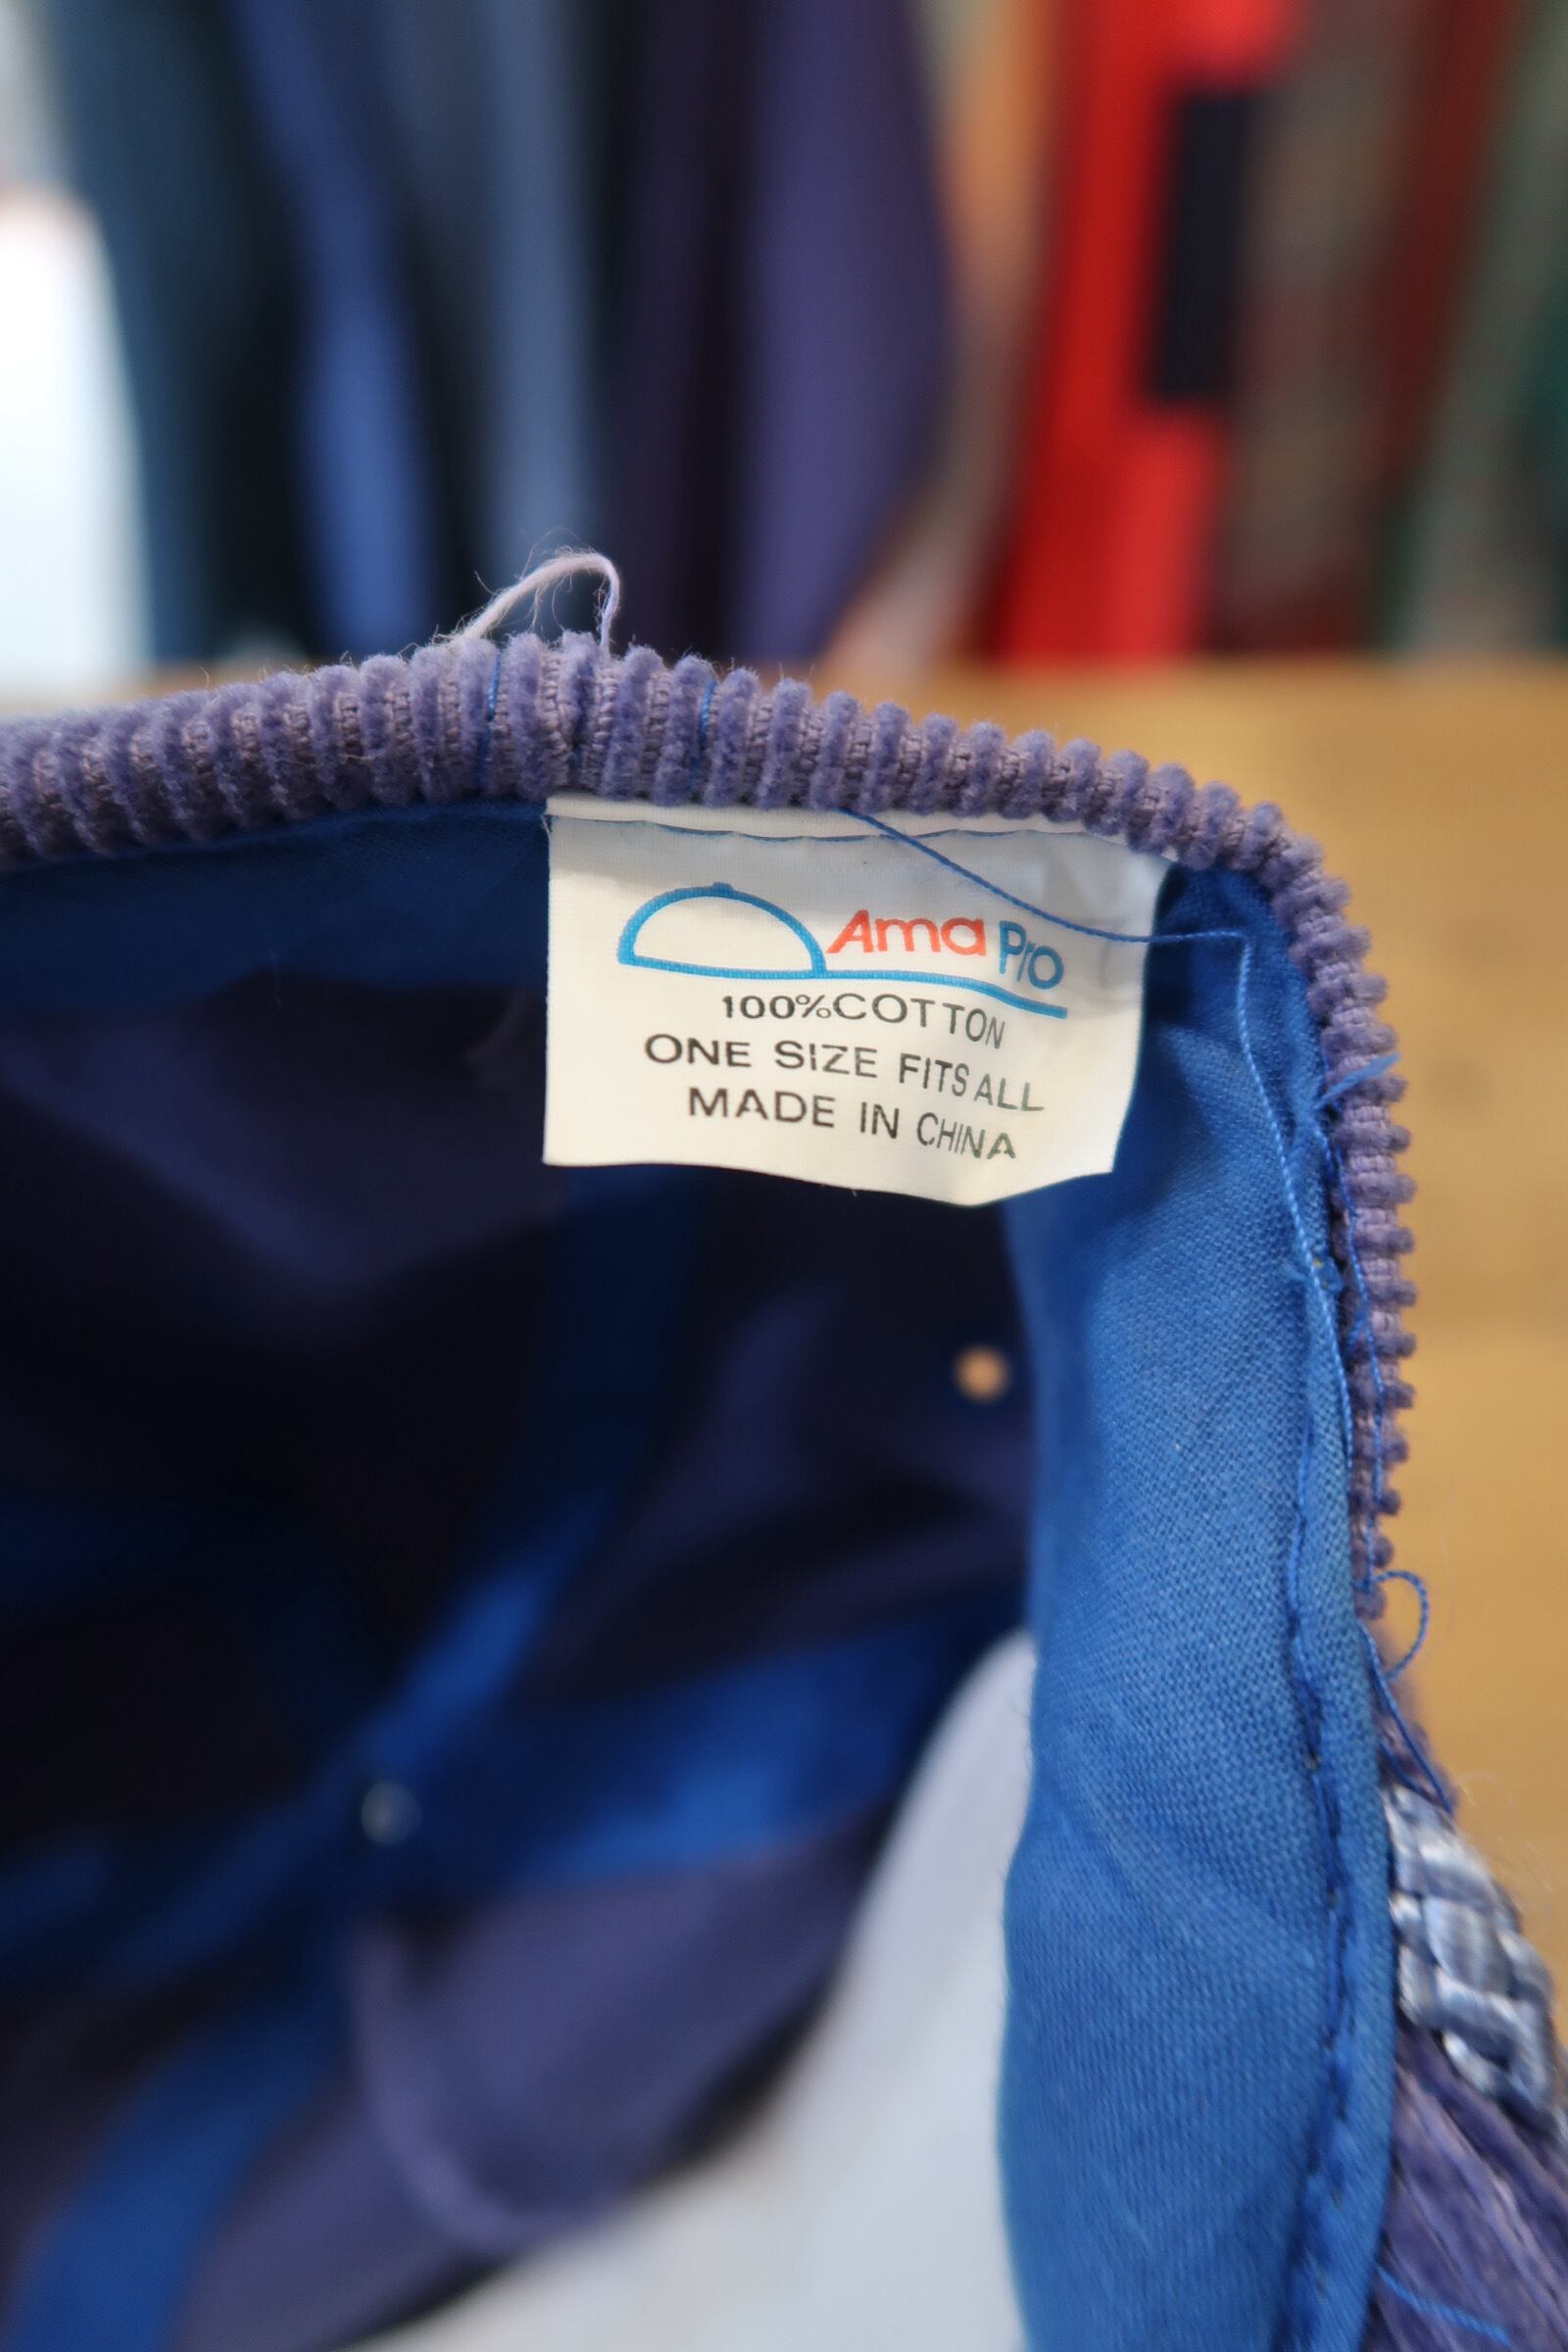 Ama Pro
100%COTTON
ONE SIZE FITS ALL
MADE IN CHINA